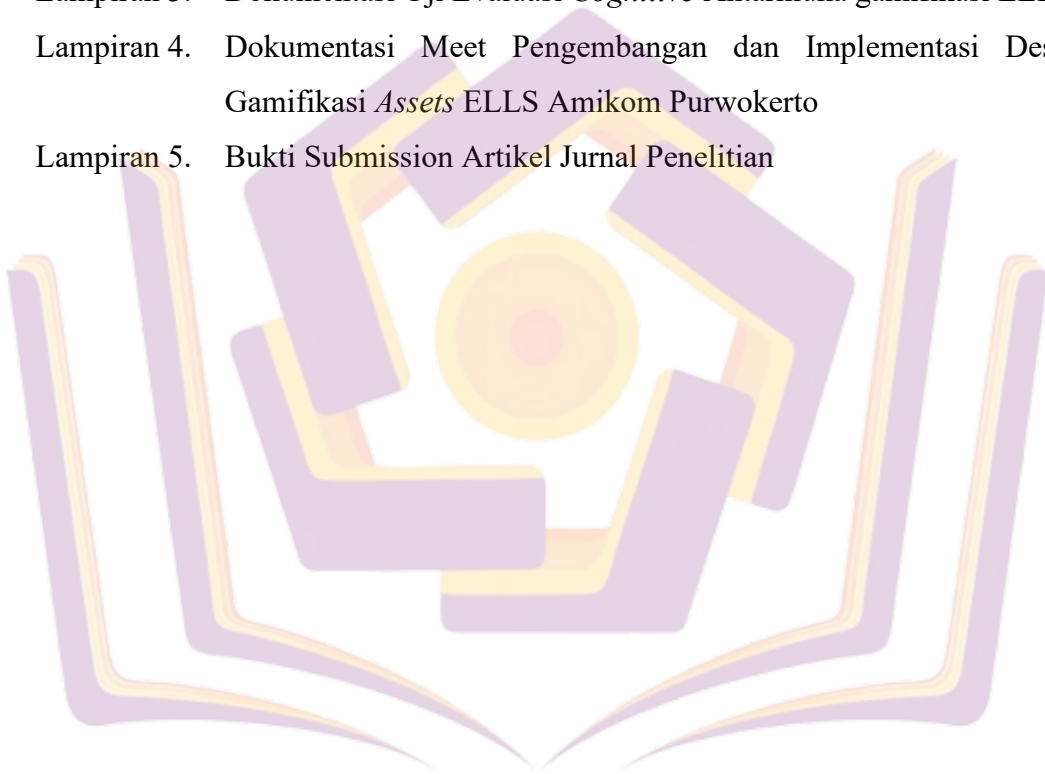 Lampiran 4. Dokumentasi Meet Pengembangan dan Implementasi
Gamifikasi Assets ELLS Amikom Purwokerto
Lampiran 5. Bukti Submission Artikel Jurnal Penelitian